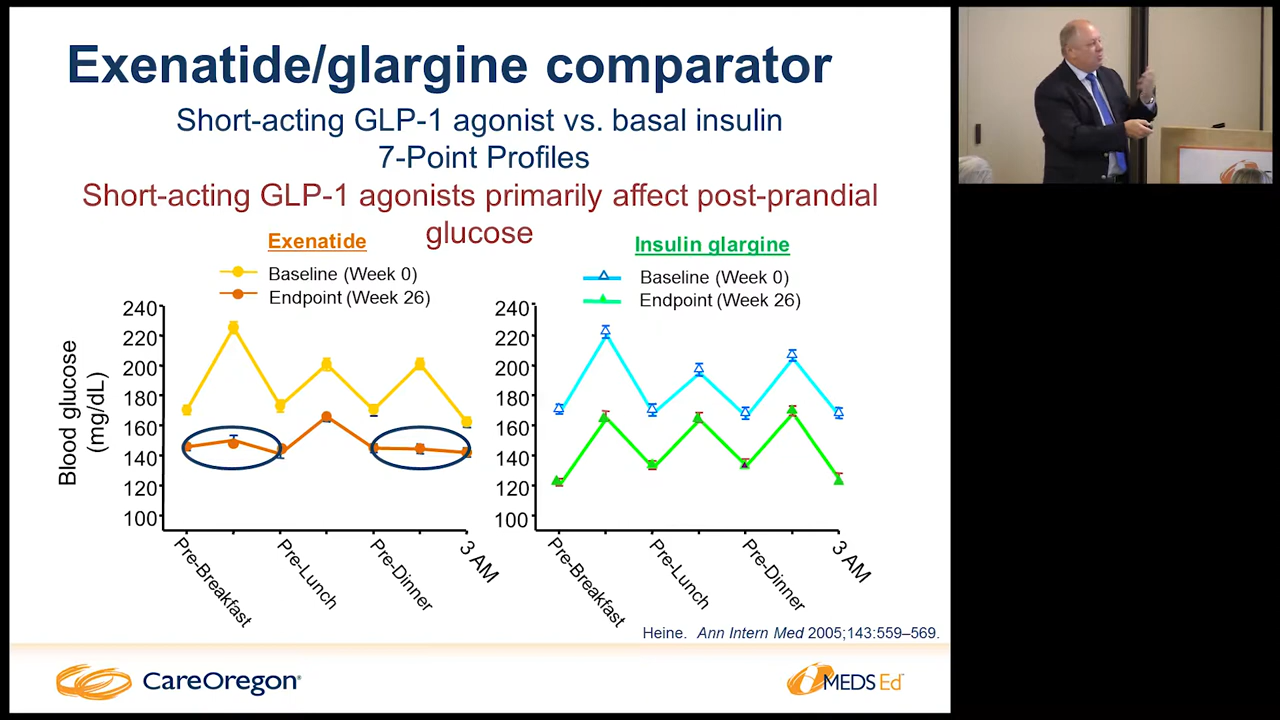 Exenatide/glargine comparator
Short-acting GLP-1 agonist vs. basal insulin
7-Point Profiles
Short-acting GLP-1 agonists primarily affect post-prandial
glucose
Exenatide
Baseline (Week 0)
Endpoint (Week 26)
Blood glucose
(mg/dL)
240
220
200
180
160
140
120
100
Pre-Breakfast
Pre-Lunch
Pre-Dinner
3 AM
Insulin glargine
Baseline (Week 0)
Endpoint (Week 26)
240
220
200
180
160
140
120
100
Pre-Breakfast
Pre-Lunch
Pre-Dinner
3 AM
Heine. Ann Intern Med 2005;143:559–569.
CareOregon®
MEDS Ed